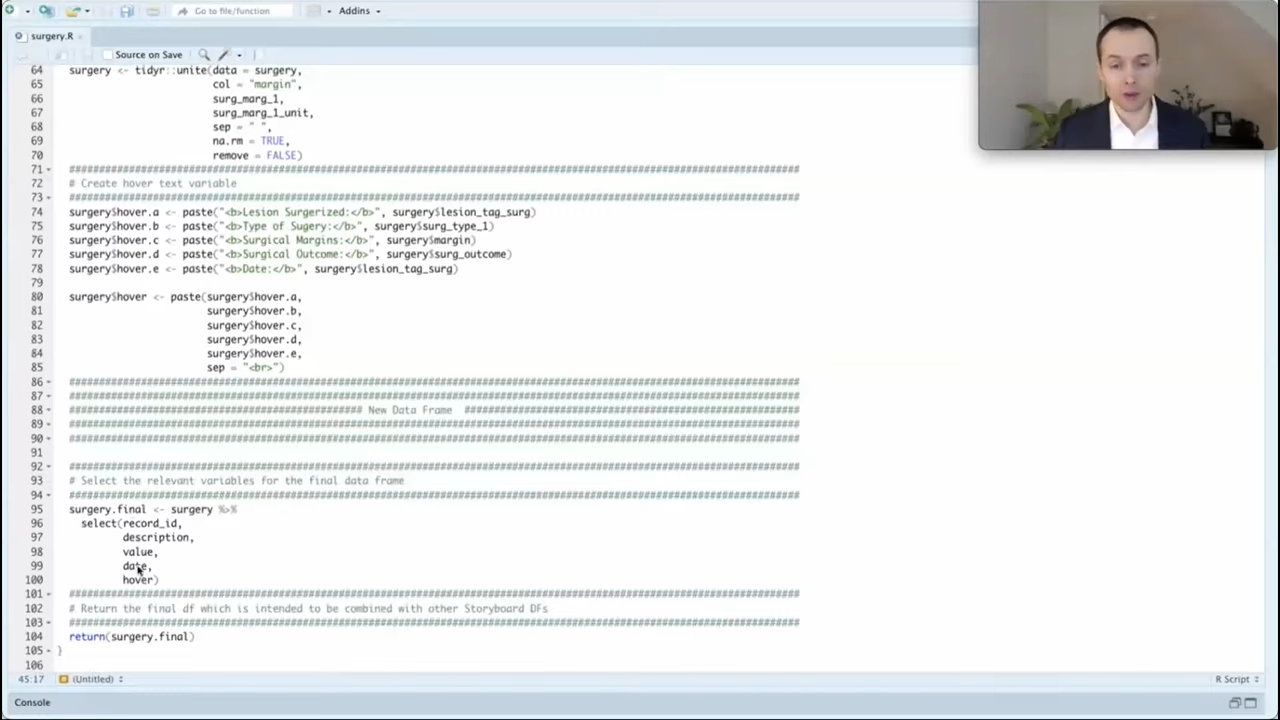 Go to file/function
Addins
surgery.R
Source on Save
64 surgery <- tidyr::unite(data = surgery,
65 col = "margin",
66 surg_marg_1,
67 surg_marg_1_unit,
68 sep = " ",
69 na.rm = TRUE,
70 remove = FALSE)
71 ##########################################################################################################################
72 # Create hover text variable
73 ##########################################################################################################################
74 surgery$hover.a <- paste("<b>Lesion Surgerized:</b>", surgery$lesion_tag_surg)
75 surgery$hover.b <- paste("<b>Type of Sugery:</b>", surgery$surg_type_1)
76 surgery$hover.c <- paste("<b>Surgical Margins:</b>", surgery$margin)
77 surgery$hover.d <- paste("<b>Surgical Outcome:</b>", surgery$surg_outcome)
78 surgery$hover.e <- paste("<b>Date:</b>", surgery$lesion_tag_surg)
79
80 surgery$hover <- paste(surgery$hover.a,
81 surgery$hover.b,
82 surgery$hover.c,
83 surgery$hover.d,
84 surgery$hover.e,
85 sep = "<br>")
86 ##########################################################################################################################
87 ##########################################################################################################################
88 ################################################# New Data Frame ########################################################
89 ##########################################################################################################################
90 ##########################################################################################################################
91
92 ##########################################################################################################################
93 # Select the relevant variables for the final data frame
94 ##########################################################################################################################
95 surgery.final <- surgery %>%
96 select(record_id,
97 description,
98 value,
99 date,
100 hover)
101 ##########################################################################################################################
102 # Return the final df which is intended to be combined with other Storyboard DFs
103 ##########################################################################################################################
104 return(surgery.final)
105 }
106
45:17 (Untitled) R Script
Console